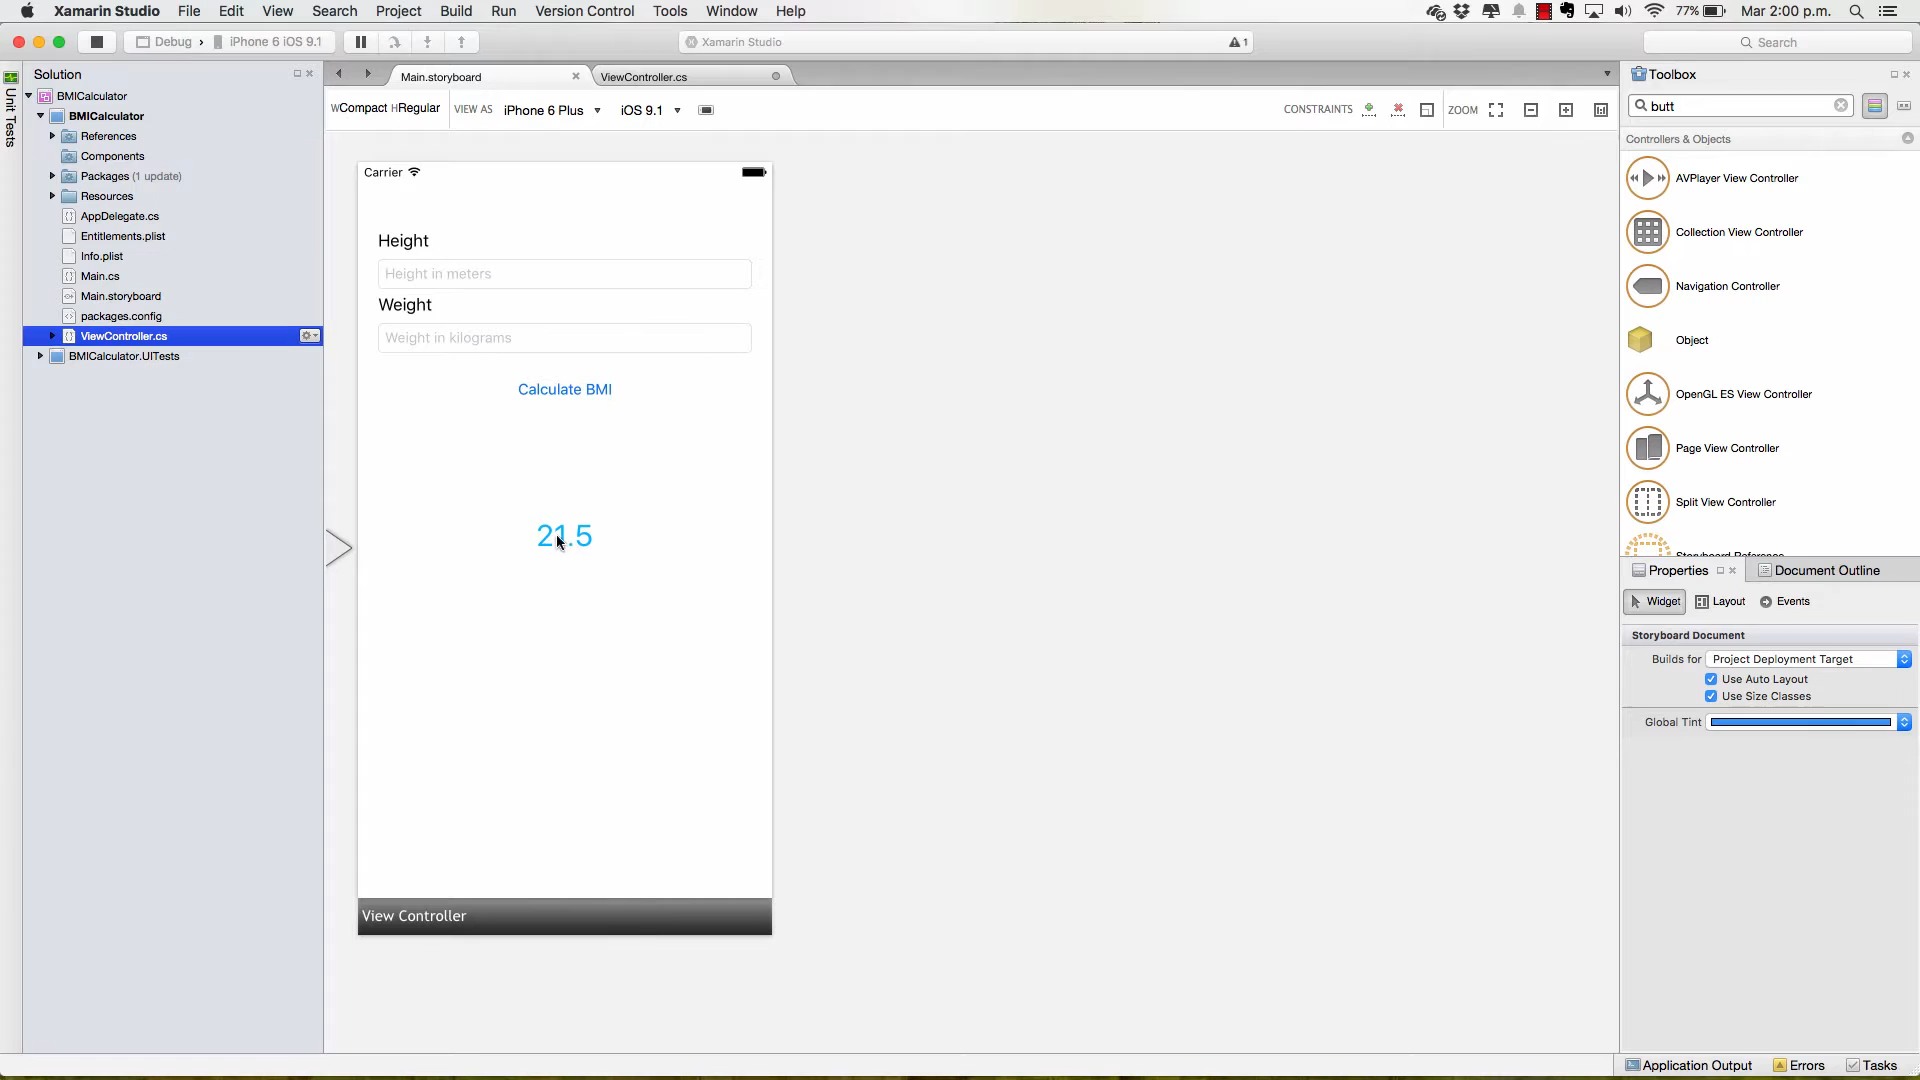 Xamarin Studio File Edit View Search Project Build Run Version Control Tools Window Help 77% Mar 2:00 p.m.
Debug › iPhone 6 iOS 9.1 Xamarin Studio 1 Search
Solution
Unit Tests
BMICalculator
BMICalculator
References
Components
Packages (1 update)
Resources
AppDelegate.cs
Entitlements.plist
Info.plist
Main.cs
Main.storyboard
packages.config
ViewController.cs
BMICalculator.UITests
Main.storyboard ViewController.cs
wCompact HRegular VIEW AS iPhone 6 Plus iOS 9.1 CONSTRAINTS ZOOM
Carrier
Height
Height in meters
Weight
Weight in kilograms
Calculate BMI
21.5
View Controller
Toolbox
butt
Controllers & Objects
AVPlayer View Controller
Collection View Controller
Navigation Controller
Object
OpenGL ES View Controller
Page View Controller
Split View Controller
Storyboard Reference
Properties Document Outline
Widget Layout Events
Storyboard Document
Builds for Project Deployment Target
Use Auto Layout
Use Size Classes
Global Tint
Application Output Errors Tasks